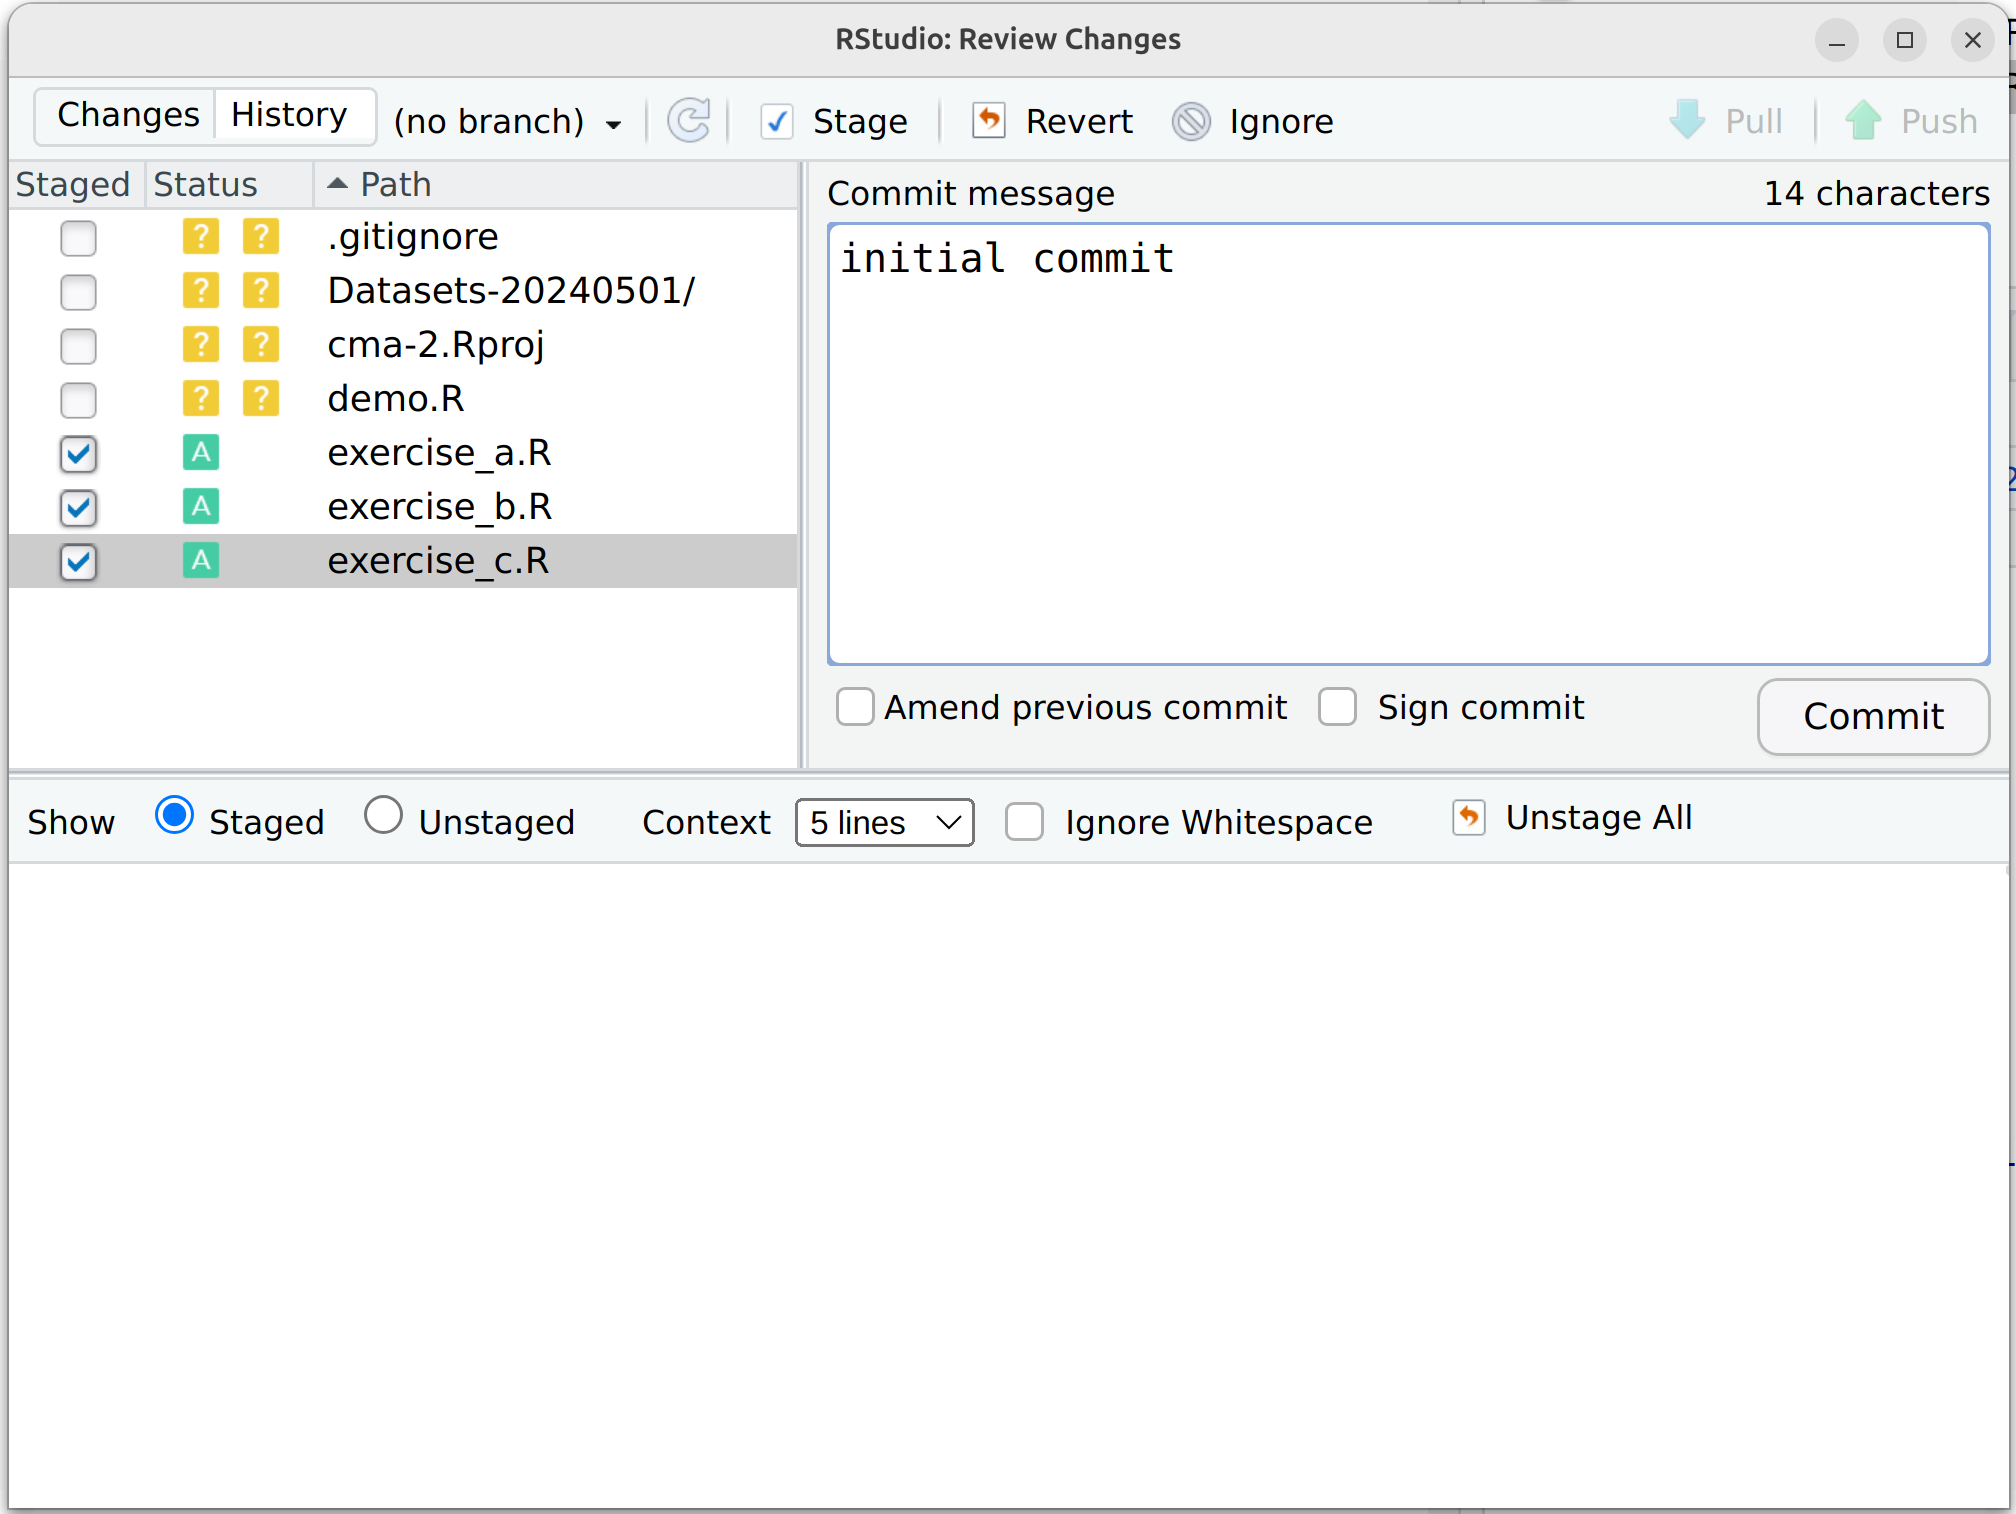 RStudio: Review Changes
Changes History (no branch) Stage Revert Ignore Pull Push
Staged Status Path
? ? .gitignore
? ? Datasets-20240501/
? ? cma-2.Rproj
? ? demo.R
A exercise_a.R
A exercise_b.R
A exercise_c.R
Commit message 14 characters
initial commit
Amend previous commit Sign commit Commit
Show Staged Unstaged Context 5 lines Ignore Whitespace Unstage All